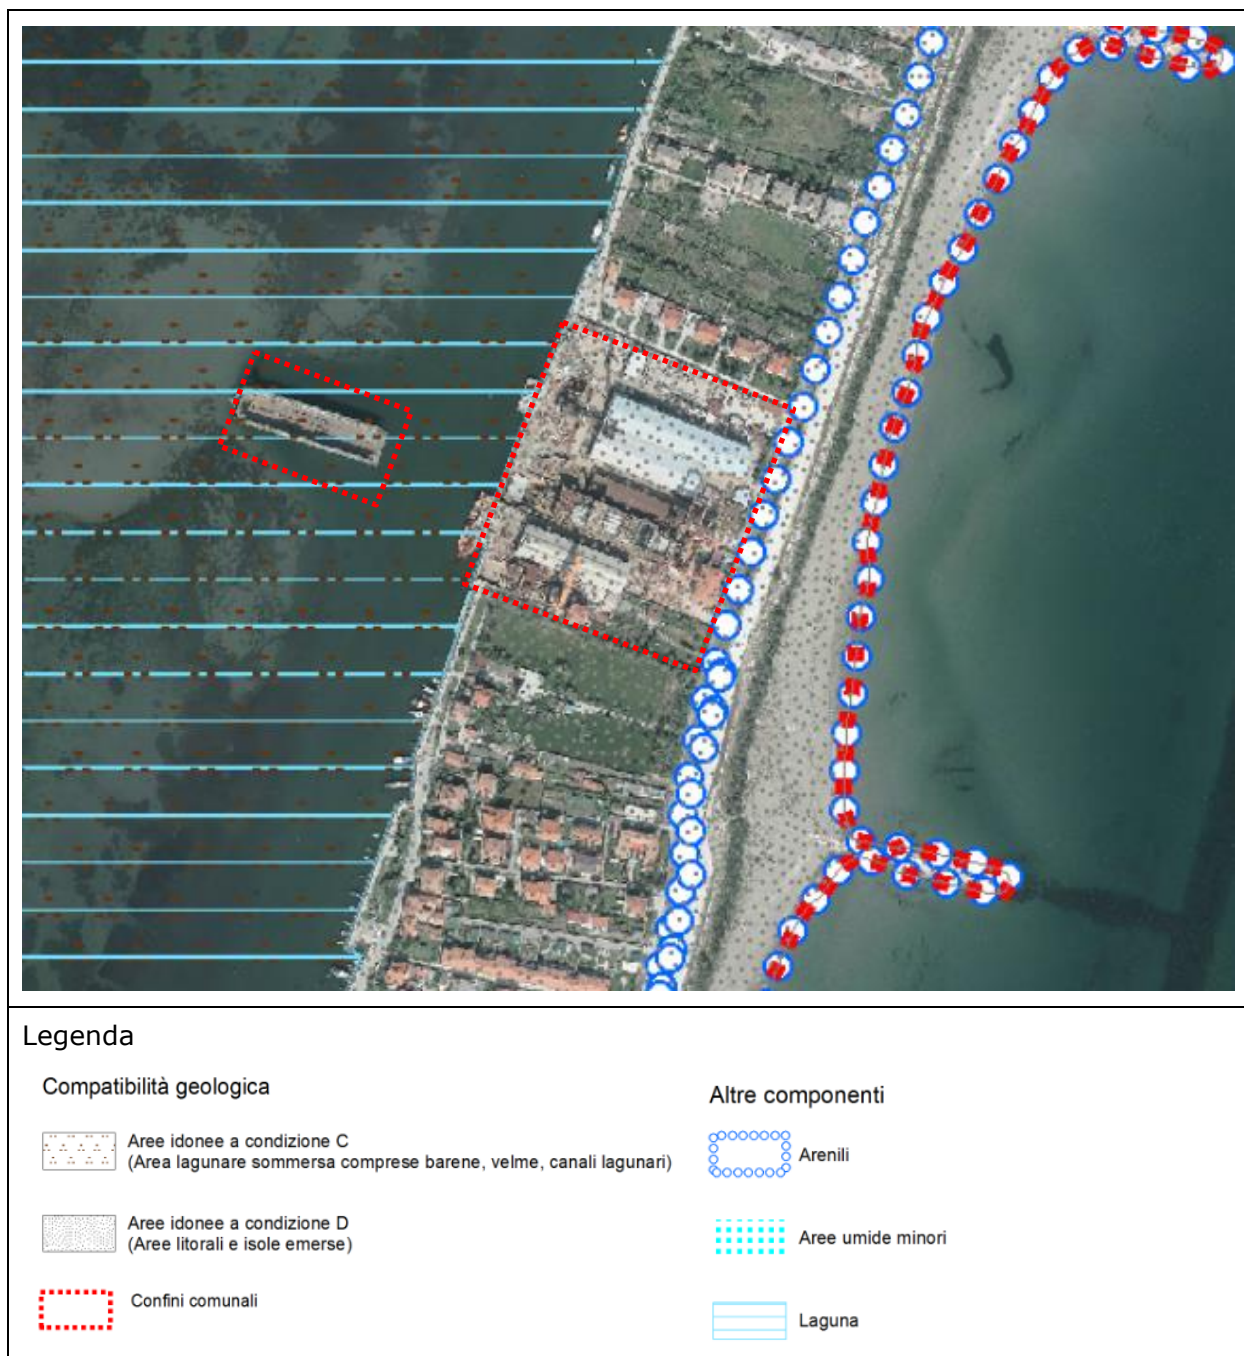 Legenda
Compatibilità geologica
Aree idonee a condizione C
(Area lagunare sommersa comprese barene, velme, canali lagunari)
Aree idonee a condizione D
(Aree litorali e isole emerse)
Confini comunali
Altre componenti
Arenili
Aree umide minori
Laguna